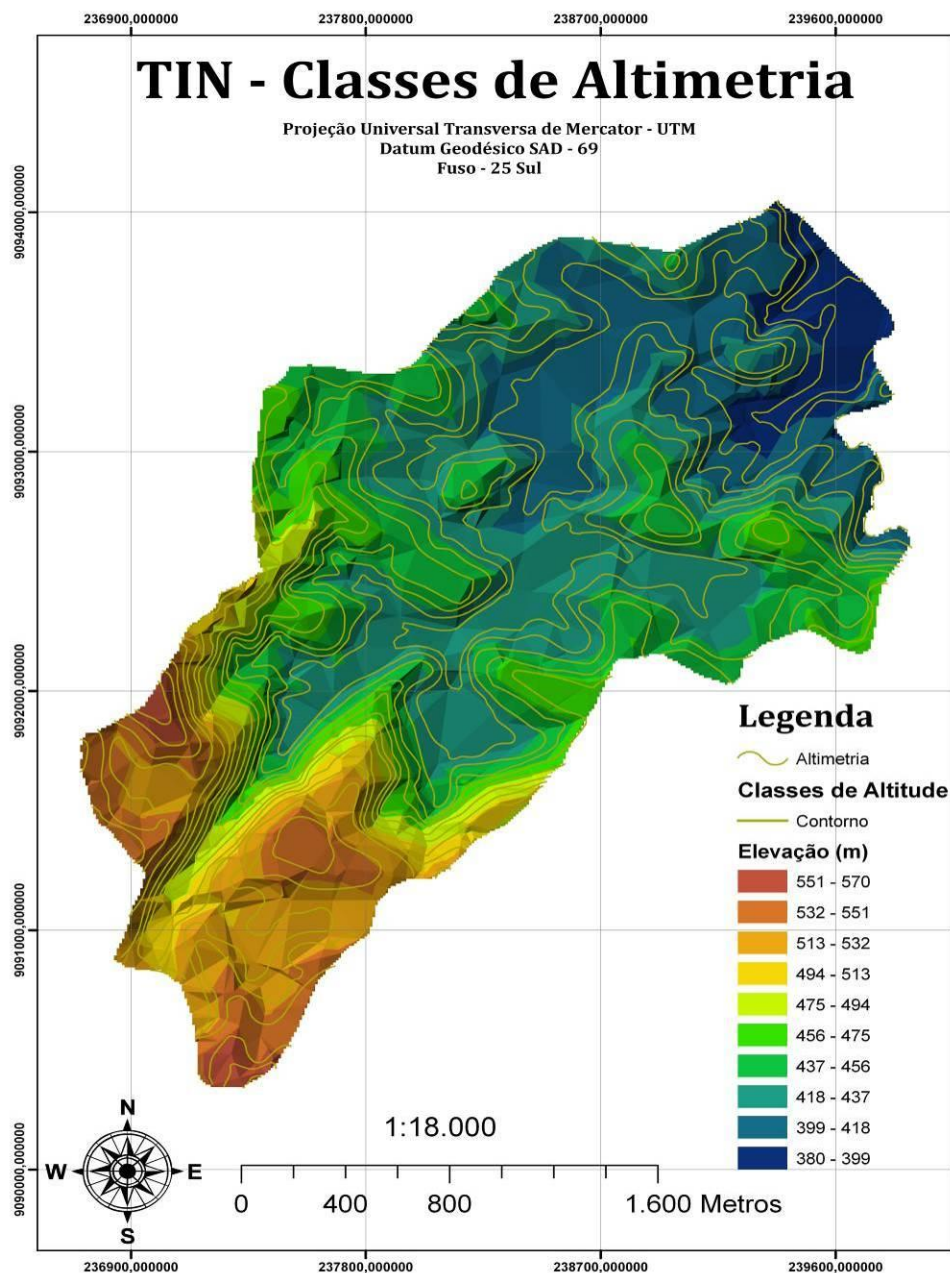 236900,000000 237800,000000 238700,000000 239600,000000
TIN - Classes de Altimetria
Projeção Universal Transversa de Mercator - UTM
Datum Geodésico SAD - 69
Fuso - 25 Sul
9094000,000000
9093000,000000
9092000,000000
9091000,000000
9090000,000000
Legenda
Altimetria
Classes de Altitude
Contorno
Elevação (m)
551 - 570
532 - 551
513 - 532
494 - 513
475 - 494
456 - 475
437 - 456
418 - 437
399 - 418
380 - 399
N
W E
S
1:18.000
0 400 800 1.600 Metros
236900,000000 237800,000000 238700,000000 239600,000000